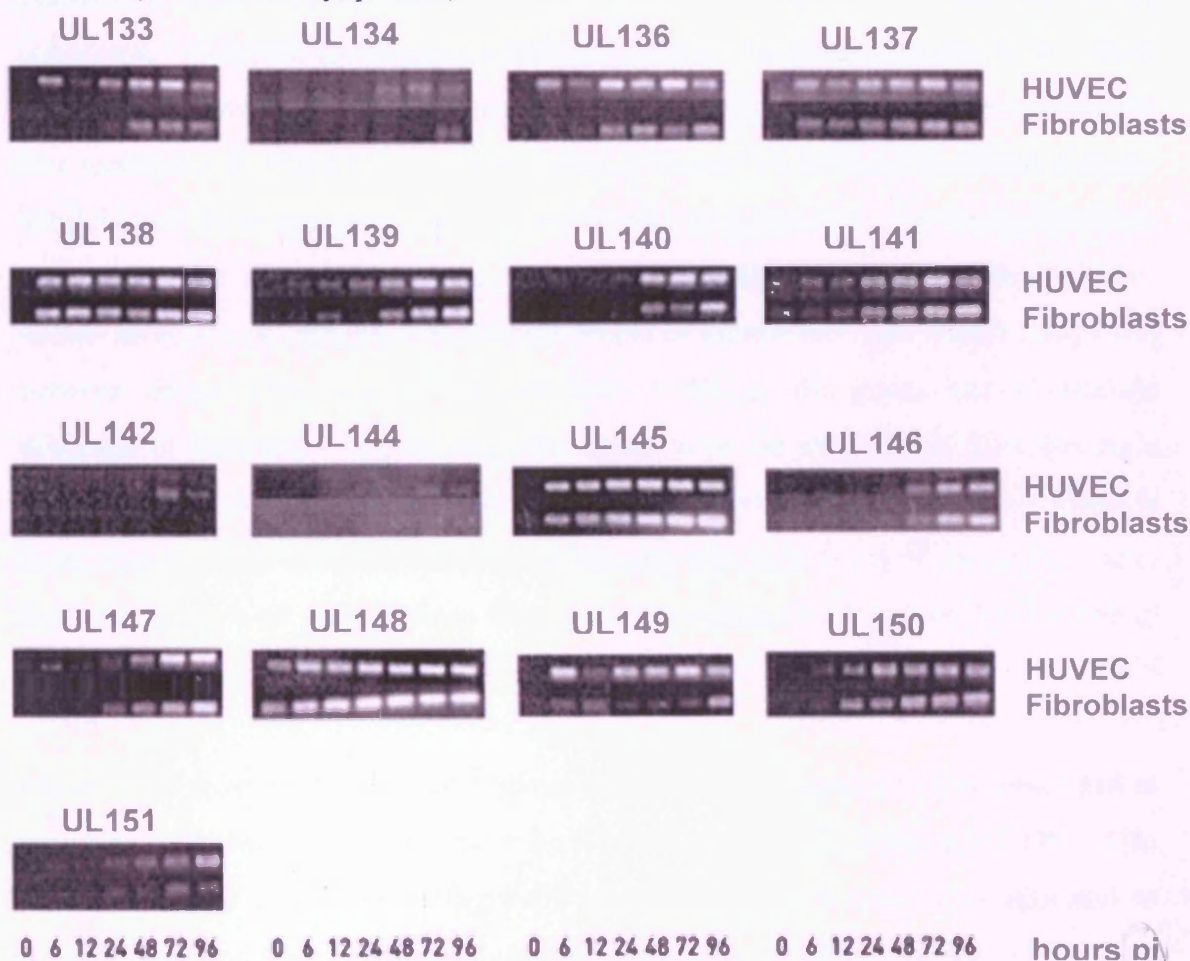 UL133 UL134 UL136 UL137
HUVEC
Fibroblasts
UL138 UL139 UL140 UL141
HUVEC
Fibroblasts
UL142 UL144 UL145 UL146
HUVEC
Fibroblasts
UL147 UL148 UL149 UL150
HUVEC
Fibroblasts
UL151
0 6 12 24 48 72 96 0 6 12 24 48 72 96 0 6 12 24 48 72 96 0 6 12 24 48 72 96 hours pi